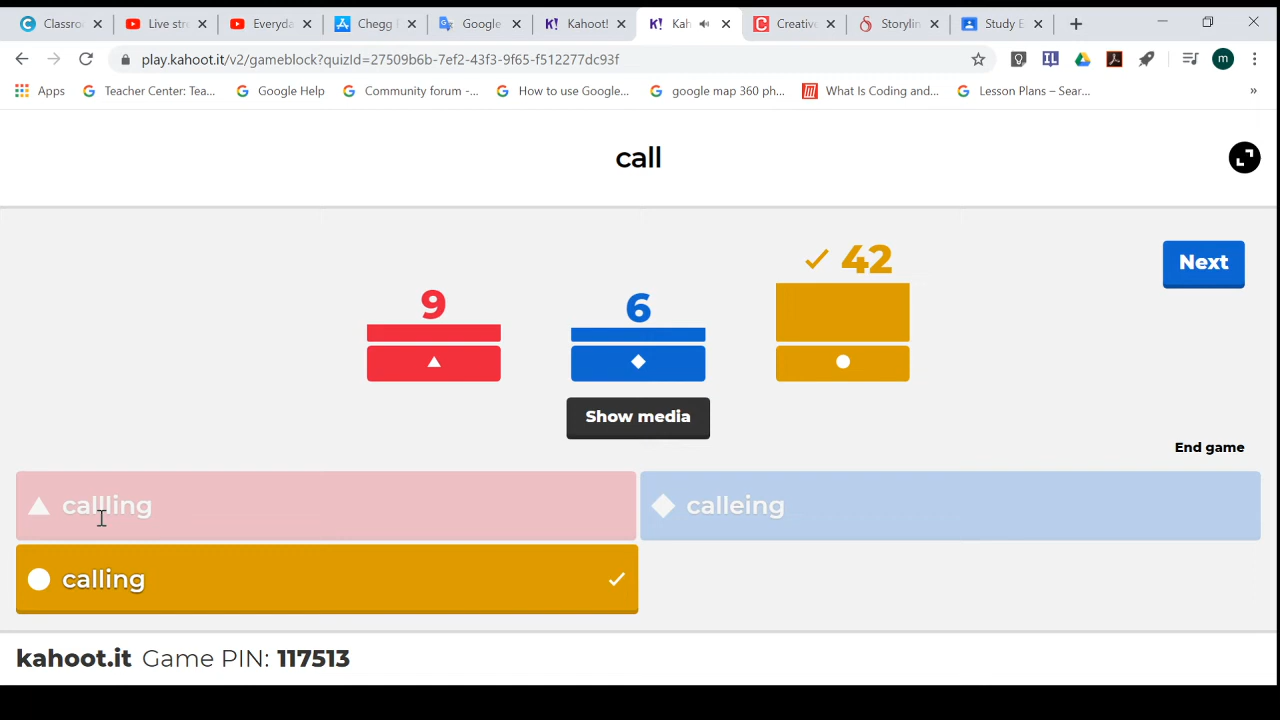 Classro
Live str
Everyda
Chegg
Google
Kahoot!
Kah
Creative
Storylin
Study E
play.kahoot.it/v2/gameblock?quizId=27509b6b-7ef2-43f3-9f65-f512277dc93f
m
Apps
Teacher Center: Tea...
Google Help
Community forum -...
How to use Google...
google map 360 ph...
What Is Coding and...
Lesson Plans – Sear...
»
call
42
Next
9
6
Show media
End game
callling
calleing
calling
kahoot.it Game PIN: 117513